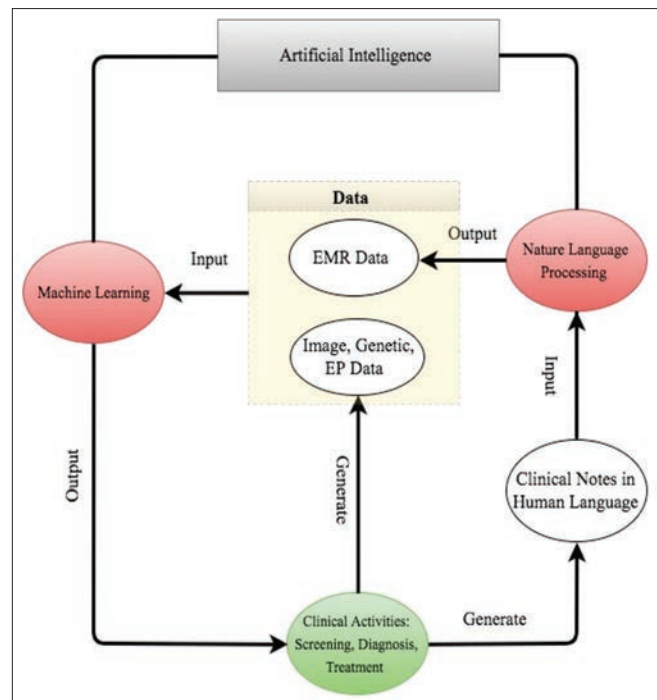 Artificial Intelligence
Data
EMR Data
Output
Nature Language
Processing
Input
Machine Learning
Image, Genetic,
EP Data
Input
Output
Generate
Clinical Notes in
Human Language
Clinical Activities:
Screening, Diagnosis,
Treatment
Generate